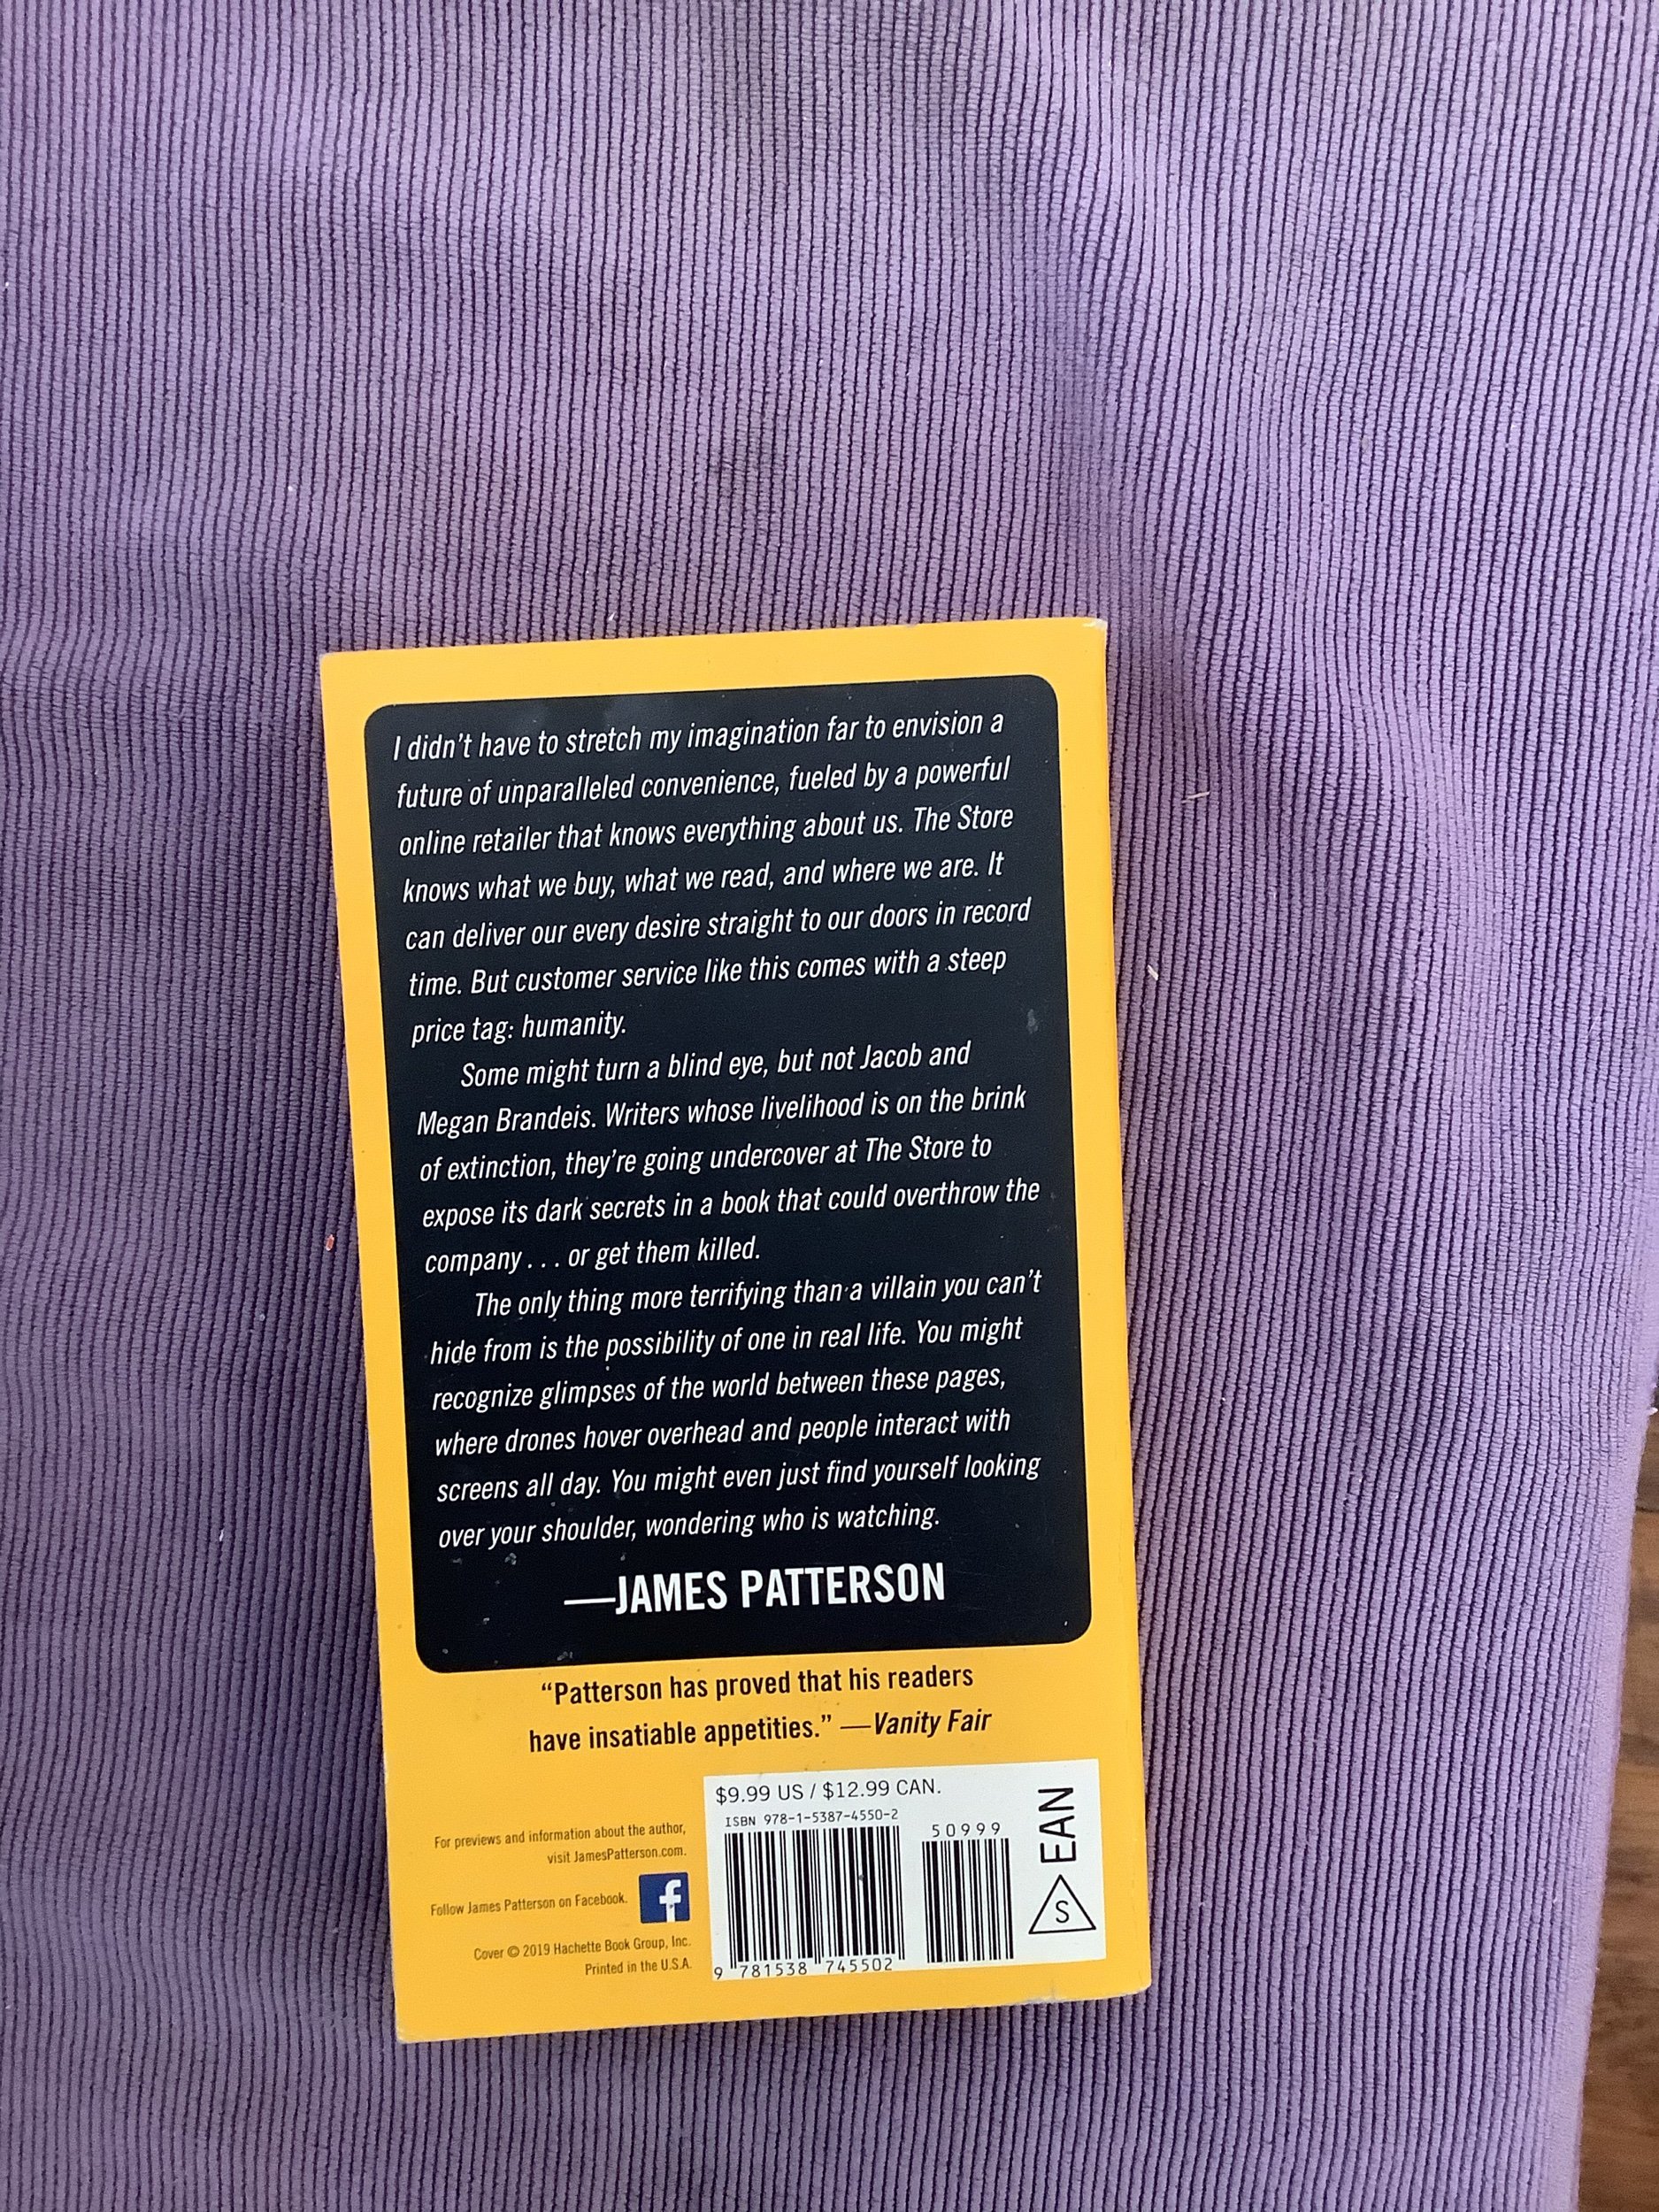 I didn't have to stretch my imagination far to envision a
future of unparalleled convenience, fueled by a powerful
online retailer that knows everything about us. The Store
knows what we buy, what we read, and where we are. It
can deliver our every desire straight to our doors in record
time. But customer service like this comes with a steep
price tag: humanity.
Some might turn a blind eye, but not Jacob and
Megan Brandeis. Writers whose livelihood is on the brink
of extinction, they're going undercover at The Store to
expose its dark secrets in a book that could overthrow the
company . . . or get them killed.
The only thing more terrifying than a villain you can't
hide from is the possibility of one in real life. You might
recognize glimpses of the world between these pages,
where drones hover overhead and people interact with
screens all day. You might even just find yourself looking
over your shoulder, wondering who is watching.
—JAMES PATTERSON
“Patterson has proved that his readers
have insatiable appetities.” —Vanity Fair
For previews and information about the author,
visit JamesPatterson.com.
Follow James Patterson on Facebook.
f
Cover © 2019 Hachette Book Group, Inc.
Printed in the U.S.A.
$9.99 US / $12.99 CAN.
ISBN 978-1-5387-4550-2
50999
9 781538 745502
EAN
S